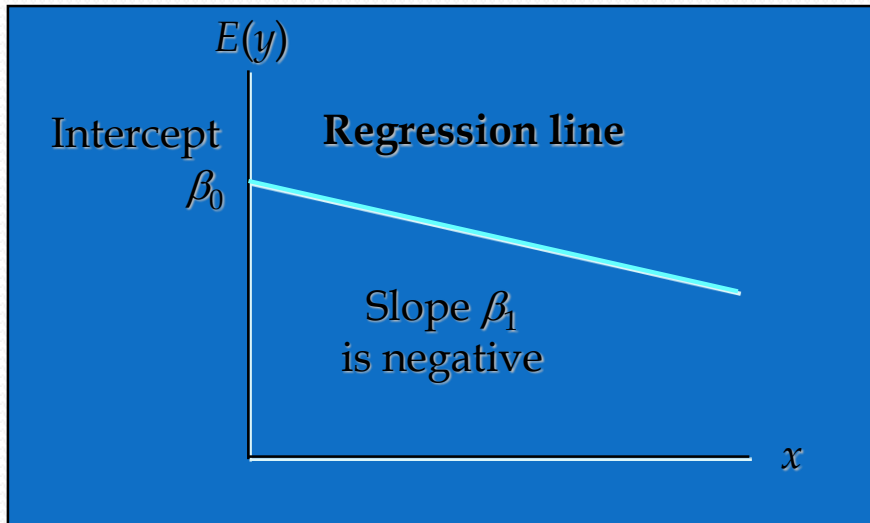 E(y)
Intercept
β₀
Regression line
Slope β₁
is negative
x